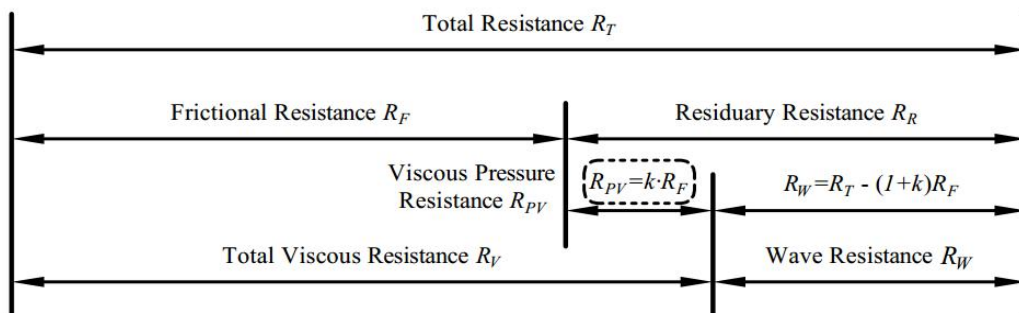 Total Resistance R_T
Frictional Resistance R_F
Residuary Resistance R_R
Viscous Pressure
Resistance R_PV
R_PV=k·R_F
R_W=R_T - (1+k)R_F
Total Viscous Resistance R_V
Wave Resistance R_W